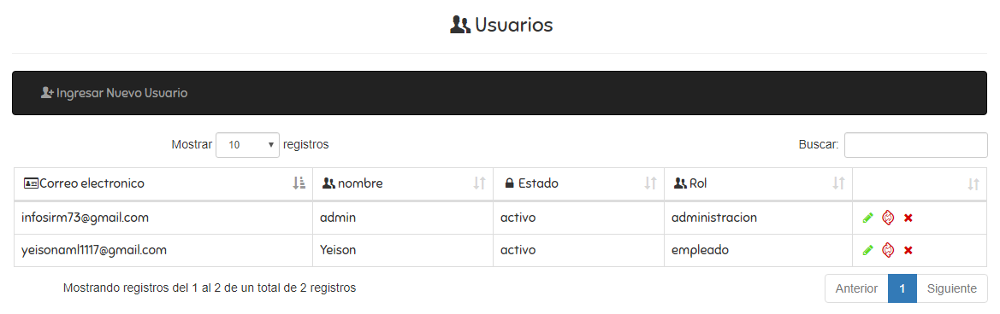 Usuarios
Ingresar Nuevo Usuario
Mostrar 10 registros Buscar:
Correo electronico nombre Estado Rol
infosirm73@gmail.com admin activo administracion
yeisonaml1117@gmail.com Yeison activo empleado
Mostrando registros del 1 al 2 de un total de 2 registros Anterior 1 Siguiente